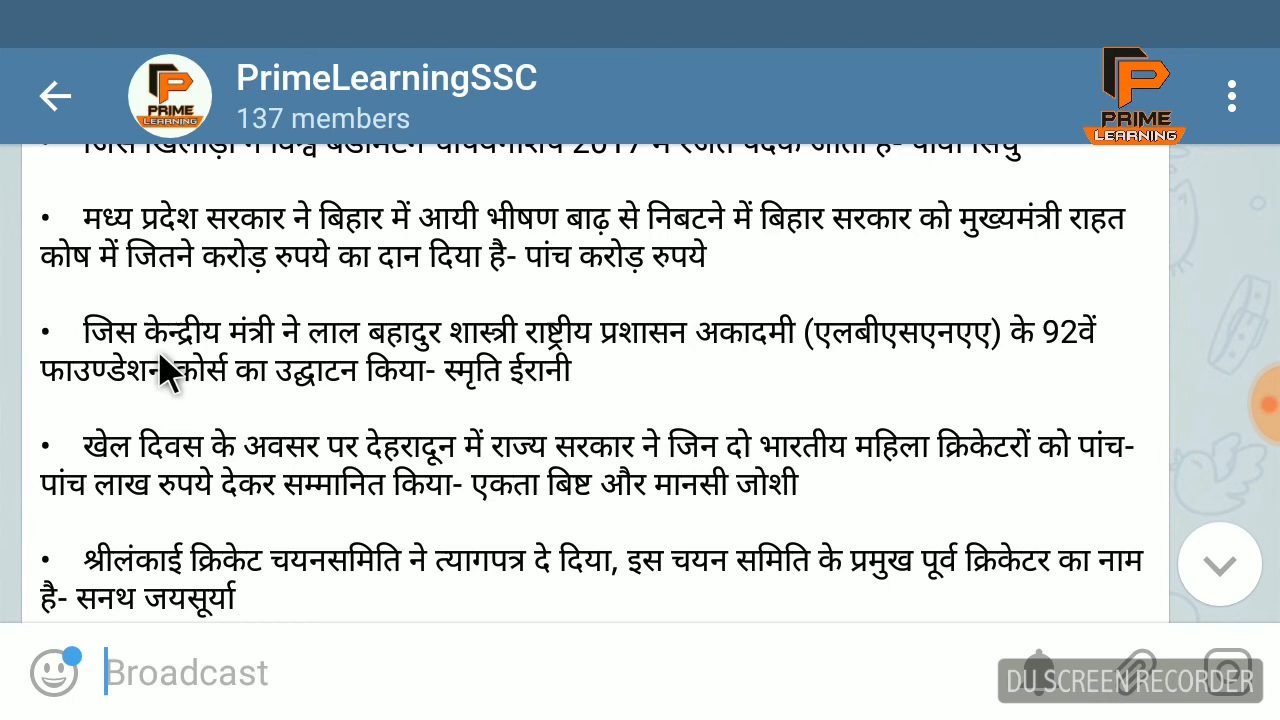 PrimeLearningSSC
137 members
PRIME
LEARNING
PRIME
LEARNING
2017
• मध्य प्रदेश सरकार ने बिहार में आयी भीषण बाढ़ से निबटने में बिहार सरकार को मुख्यमंत्री राहत
कोष में जितने करोड़ रुपये का दान दिया है- पांच करोड़ रुपये
• जिस केन्द्रीय मंत्री ने लाल बहादुर शास्त्री राष्ट्रीय प्रशासन अकादमी (एलबीएसएनएए) के 92वें
फाउण्डेशन कोर्स का उद्घाटन किया- स्मृति ईरानी
• खेल दिवस के अवसर पर देहरादून में राज्य सरकार ने जिन दो भारतीय महिला क्रिकेटरों को पांच-
पांच लाख रुपये देकर सम्मानित किया- एकता बिष्ट और मानसी जोशी
• श्रीलंकाई क्रिकेट चयनसमिति ने त्यागपत्र दे दिया, इस चयन समिति के प्रमुख पूर्व क्रिकेटर का नाम
है- सनथ जयसूर्या
Broadcast
DU SCREEN RECORDER